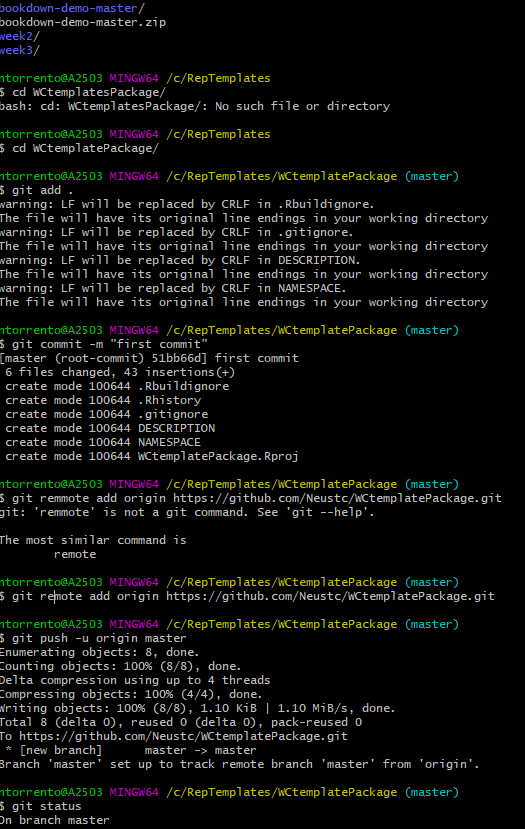 bookdown-demo-master/
bookdown-demo-master.zip
week2/
week3/
ntorrento@A2503 MINGW64 /c/RepTemplates
$ cd WCtemplatesPackage/
bash: cd: WCtemplatesPackage/: No such file or directory
ntorrento@A2503 MINGW64 /c/RepTemplates
$ cd WCtemplatePackage/
ntorrento@A2503 MINGW64 /c/RepTemplates/WCtemplatePackage (master)
$ git add .
warning: LF will be replaced by CRLF in .Rbuildignore.
The file will have its original line endings in your working directory
warning: LF will be replaced by CRLF in .gitignore.
The file will have its original line endings in your working directory
warning: LF will be replaced by CRLF in DESCRIPTION.
The file will have its original line endings in your working directory
warning: LF will be replaced by CRLF in NAMESPACE.
The file will have its original line endings in your working directory
ntorrento@A2503 MINGW64 /c/RepTemplates/WCtemplatePackage (master)
$ git commit -m "first commit"
[master (root-commit) 51bb66d] first commit
6 files changed, 43 insertions(+)
create mode 100644 .Rbuildignore
create mode 100644 .Rhistory
create mode 100644 .gitignore
create mode 100644 DESCRIPTION
create mode 100644 NAMESPACE
create mode 100644 WCtemplatePackage.Rproj
ntorrento@A2503 MINGW64 /c/RepTemplates/WCtemplatePackage (master)
$ git remmote add origin https://github.com/Neustc/WCtemplatePackage.git
git: 'remmote' is not a git command. See 'git --help'.
The most similar command is
remote
ntorrento@A2503 MINGW64 /c/RepTemplates/WCtemplatePackage (master)
$ git remote add origin https://github.com/Neustc/WCtemplatePackage.git
ntorrento@A2503 MINGW64 /c/RepTemplates/WCtemplatePackage (master)
$ git push -u origin master
Enumerating objects: 8, done.
Counting objects: 100% (8/8), done.
Delta compression using up to 4 threads
Compressing objects: 100% (4/4), done.
Writing objects: 100% (8/8), 1.10 KiB | 1.10 MiB/s, done.
Total 8 (delta 0), reused 0 (delta 0), pack-reused 0
To https://github.com/Neustc/WCtemplatePackage.git
* [new branch] master -> master
Branch 'master' set up to track remote branch 'master' from 'origin'.
ntorrento@A2503 MINGW64 /c/RepTemplates/WCtemplatePackage (master)
$ git status
On branch master